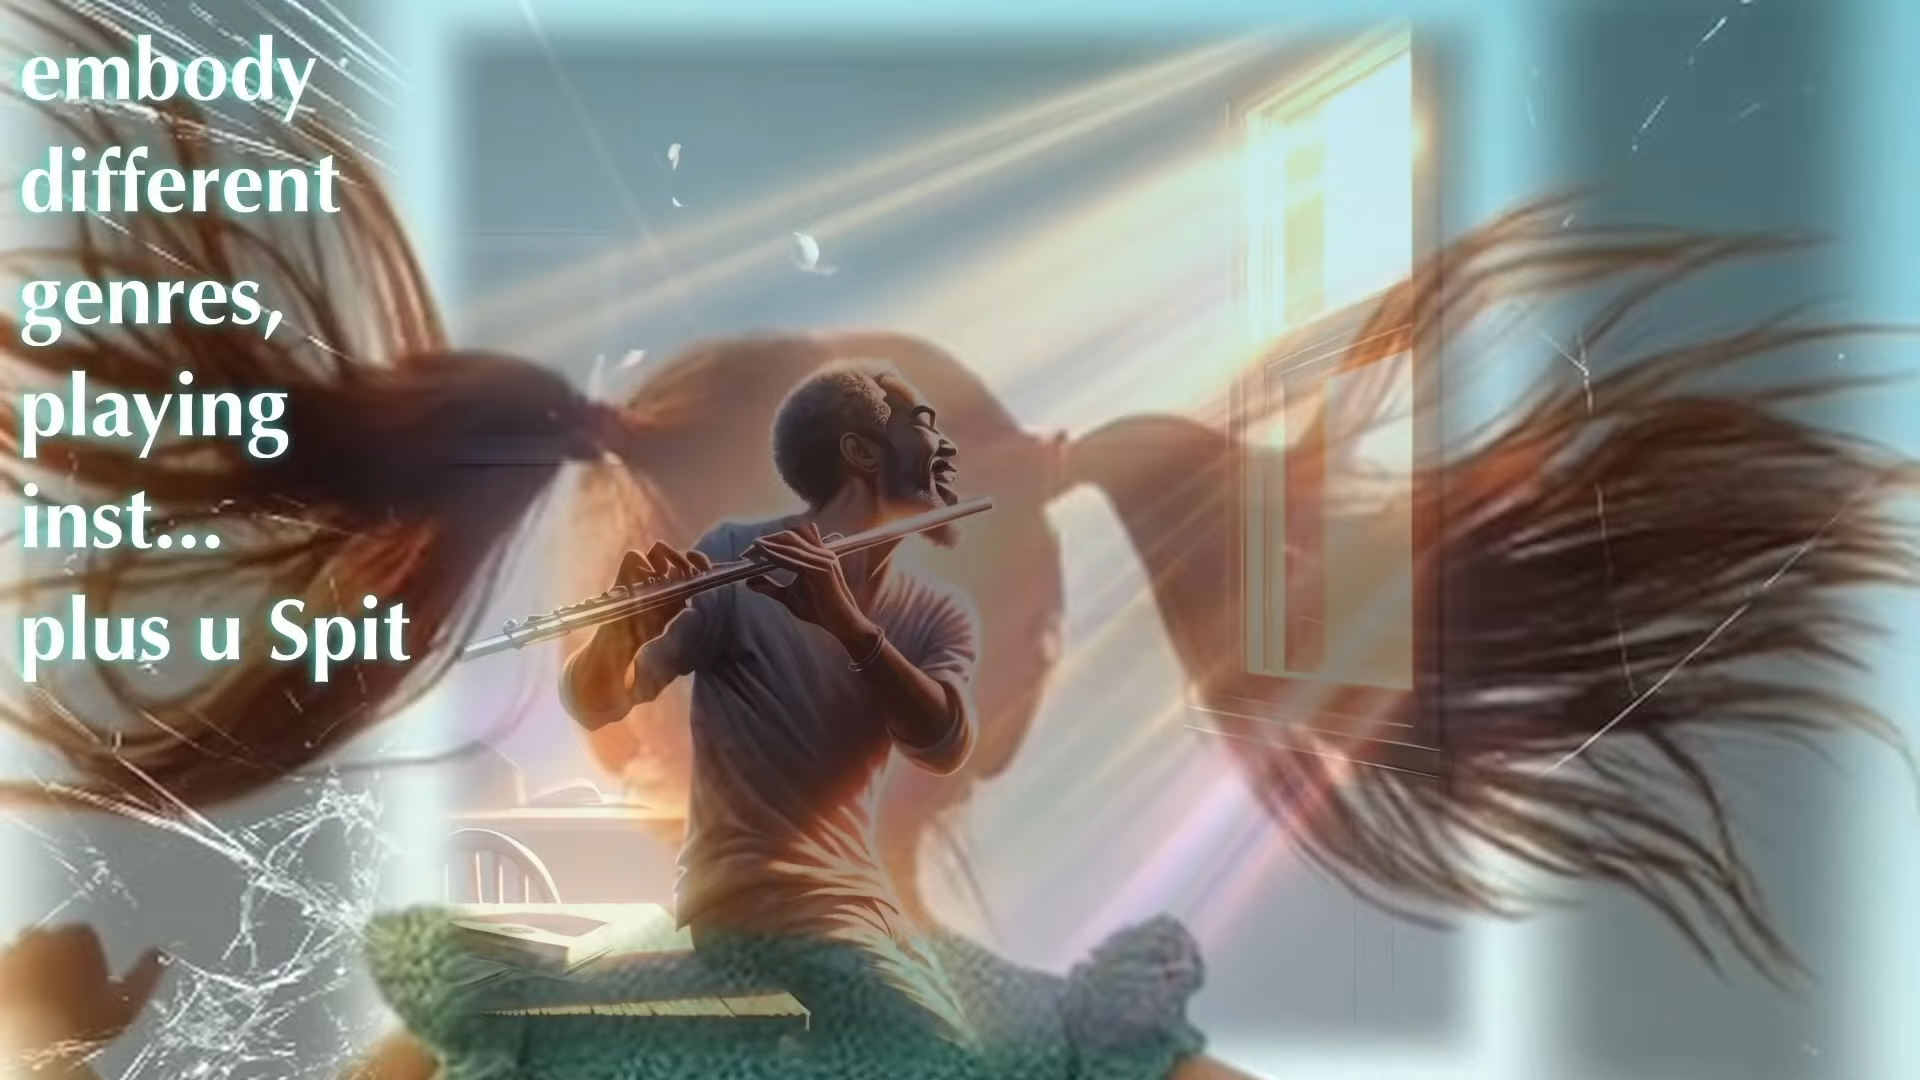 embody
different
genres,
playing
inst...
plus u Spit